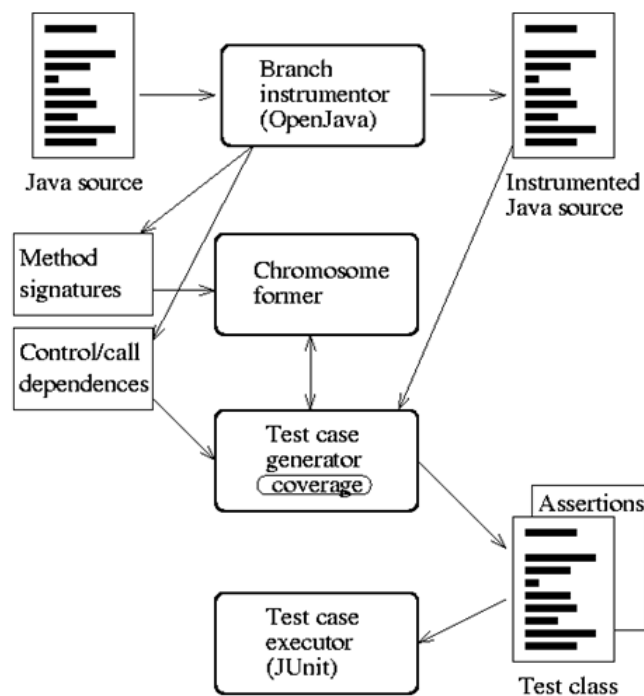 Branch
instrumentor
(OpenJava)
Java source
Instrumented
Java source
Method
signatures
Chromosome
former
Control/call
dependences
Test case
generator
coverage
Assertions
Test case
executor
(JUnit)
Test class